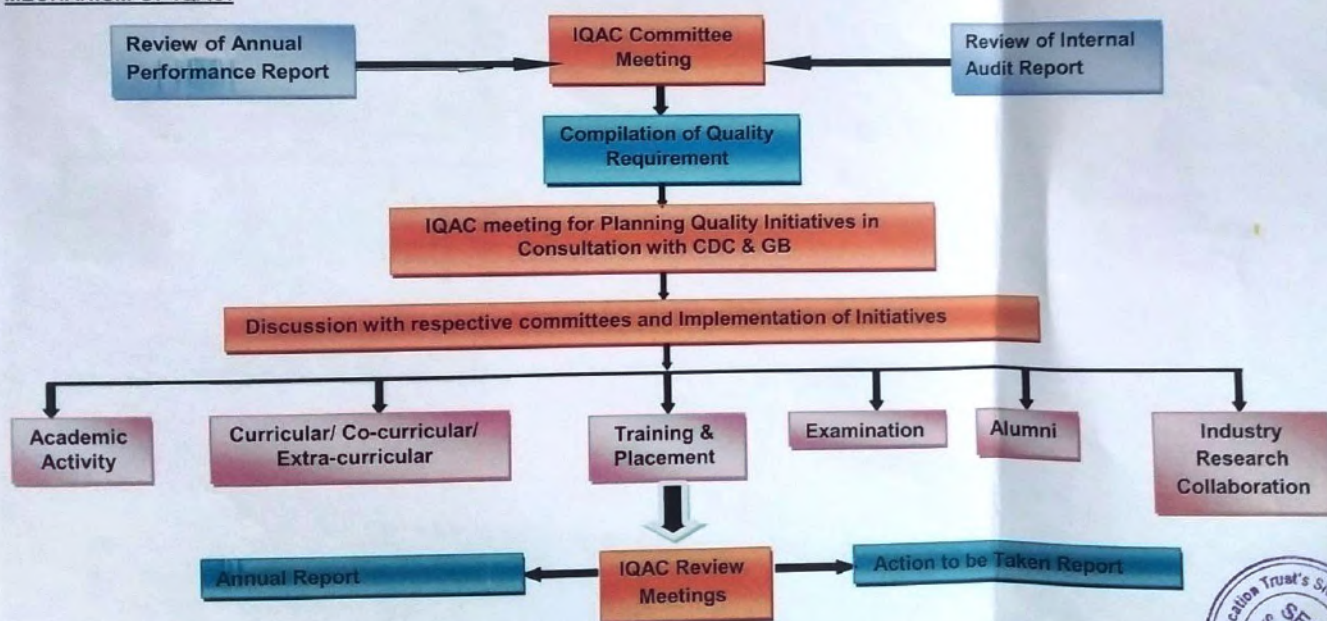 Review of Annual
Performance Report
IQAC Committee
Meeting
Review of Internal
Audit Report
Compilation of Quality
Requirement
IQAC meeting for Planning Quality Initiatives in
Consultation with CDC & GB
Discussion with respective committees and Implementation of Initiatives
Academic
Activity
Curricular/ Co-curricular/
Extra-curricular
Training &
Placement
Examination
Alumni
Industry
Research
Collaboration
Annual Report
IQAC Review
Meetings
Action to be Taken Report
Trust's